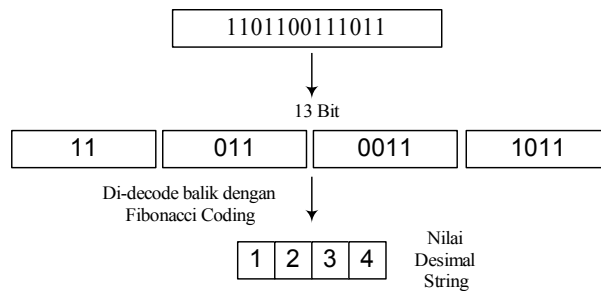 1101100111011
13 Bit
11 011 0011 1011
Di-decode balik dengan
Fibonacci Coding
1 2 3 4
Nilai
Desimal
String